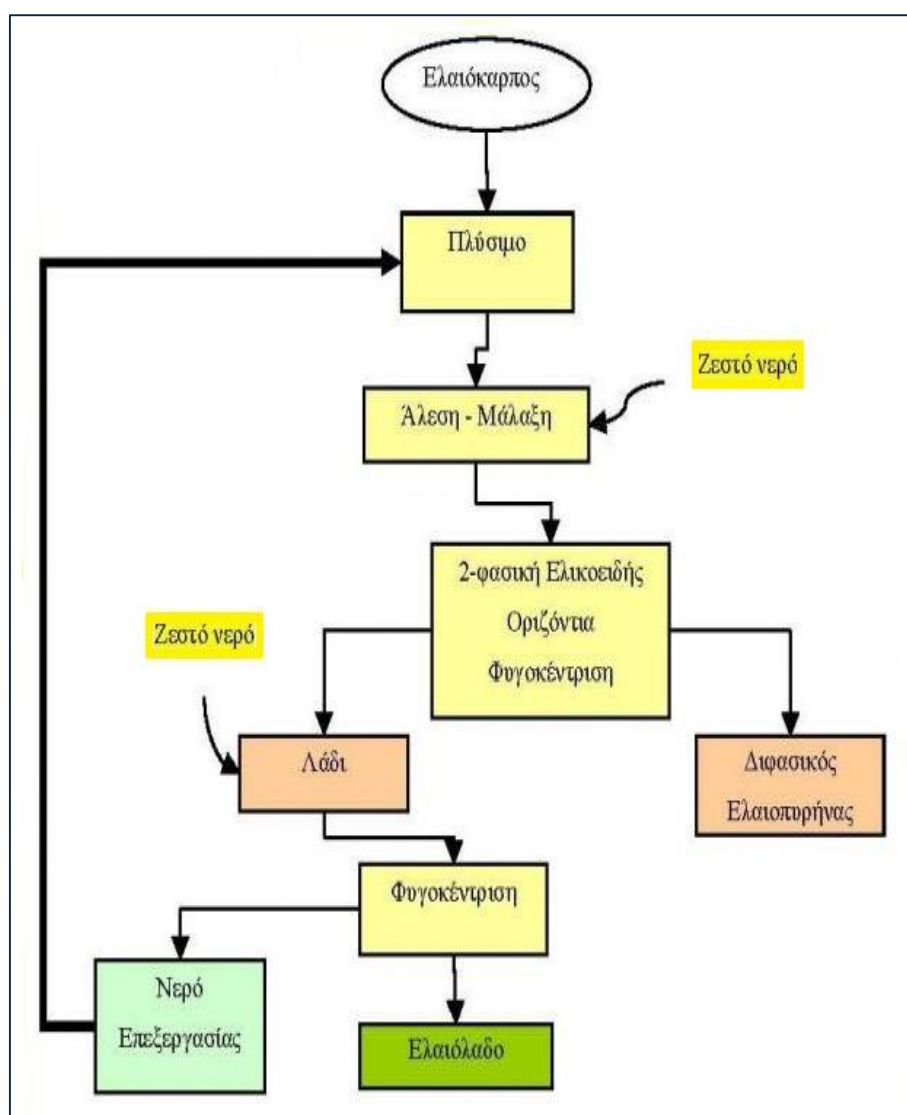 Ελαιόκαρπος
Πλύσιμο
Ζεστό νερό
Άλεση - Μάλαξη
2-φασική Ελικοειδής
Οριζόντια
Φυγοκέντριση
Ζεστό νερό
Λάδι
Διφασικός
Ελαιοπυρήνας
Φυγοκέντριση
Νερό
Επεξεργασίας
Ελαιόλαδο